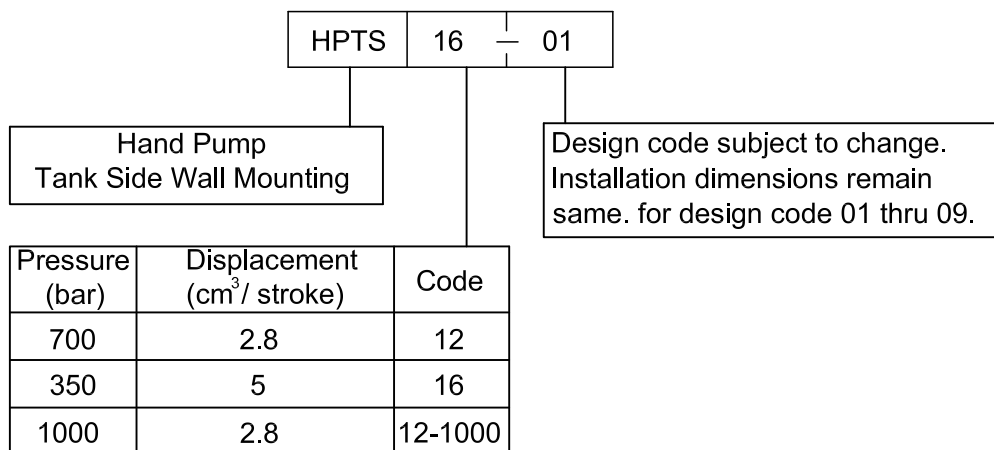 HPTS 16 — 01
Hand Pump
Tank Side Wall Mounting
Design code subject to change.
Installation dimensions remain
same. for design code 01 thru 09.
Pressure (bar) Displacement (cm³/ stroke) Code
700 2.8 12
350 5 16
1000 2.8 12-1000